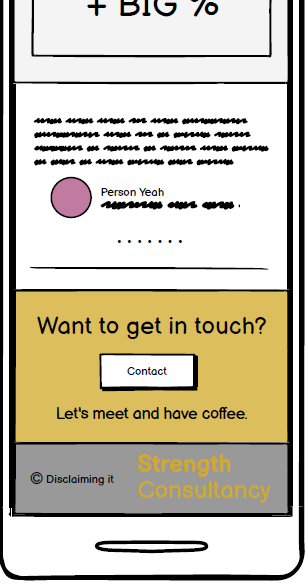 + BIG %
Person Yeah
Want to get in touch?
Contact
Let's meet and have coffee.
© Disclaiming it
Strength
Consultancy